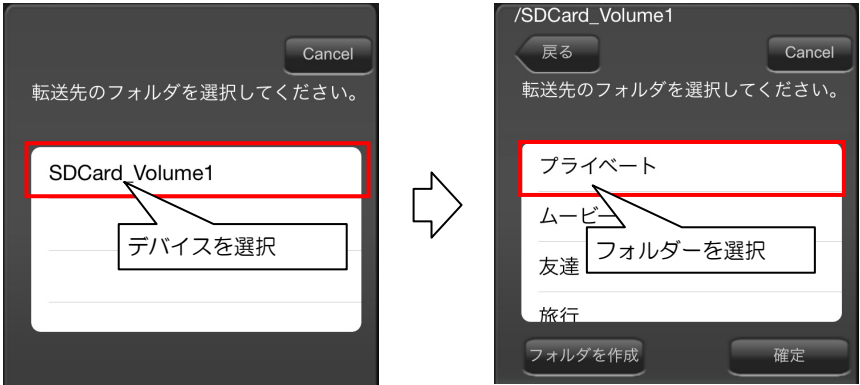 Cancel
転送先のフォルダを選択してください。
SDCard_Volume1
デバイスを選択
/SDCard_Volume1
戻る
Cancel
転送先のフォルダを選択してください。
プライベート
ムービー
フォルダーを選択
友達
旅行
フォルダを作成
確定